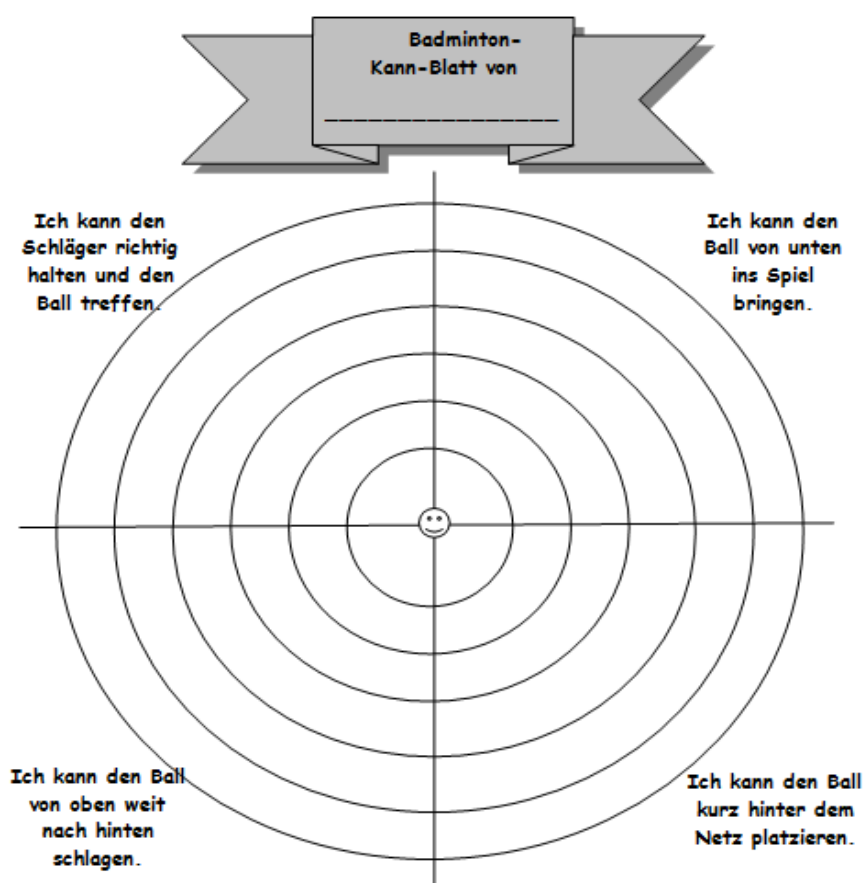 Badminton-
Kann-Blatt von
________________
Ich kann den
Schläger richtig
halten und den
Ball treffen.
Ich kann den
Ball von unten
ins Spiel
bringen.
Ich kann den Ball
von oben weit
nach hinten
schlagen.
Ich kann den Ball
kurz hinter dem
Netz platzieren.